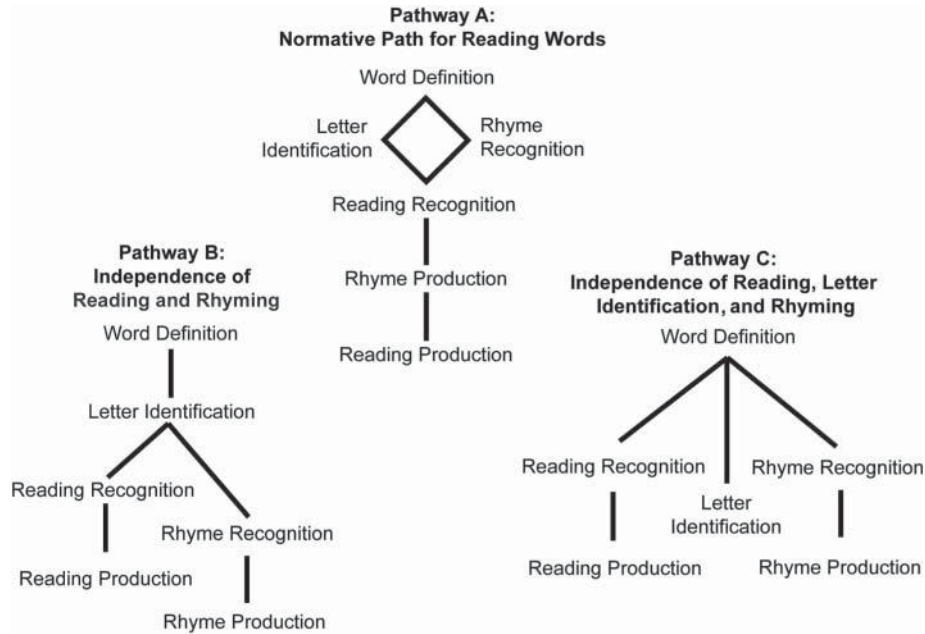 Pathway A:
Normative Path for Reading Words
Word Definition
Letter
Identification
Rhyme
Recognition
Reading Recognition
Rhyme Production
Reading Production
Pathway B:
Independence of
Reading and Rhyming
Word Definition
Letter Identification
Reading Recognition
Rhyme Recognition
Reading Production
Rhyme Production
Pathway C:
Independence of Reading, Letter
Identification, and Rhyming
Word Definition
Reading Recognition
Letter
Identification
Rhyme Recognition
Reading Production
Rhyme Production